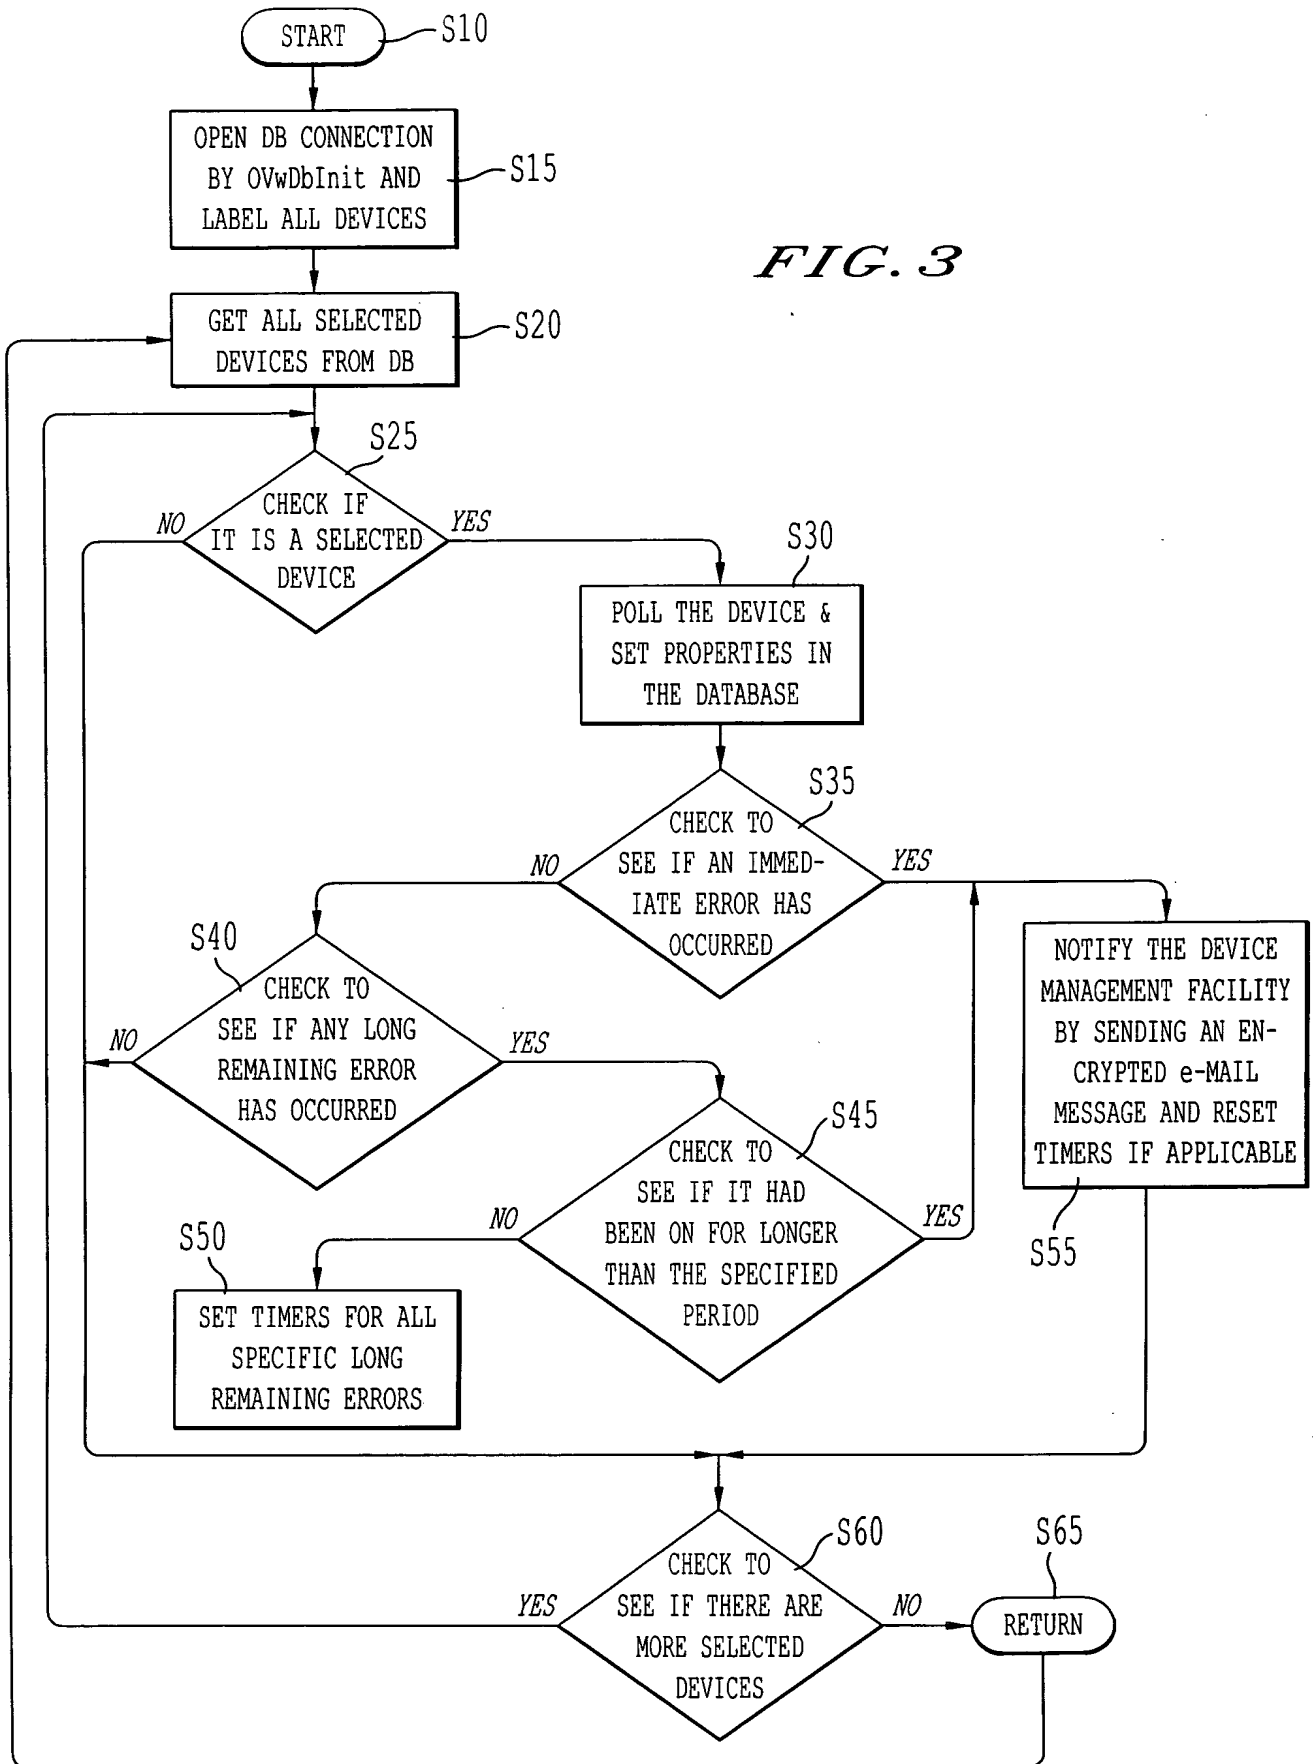 START
S10
OPEN DB CONNECTION
BY OVwDbInit AND
LABEL ALL DEVICES
S15
FIG. 3
GET ALL SELECTED
DEVICES FROM DB
S20
S25
CHECK IF
IT IS A SELECTED
DEVICE
NO
YES
S30
POLL THE DEVICE &
SET PROPERTIES IN
THE DATABASE
S35
CHECK TO
SEE IF AN IMMED-
IATE ERROR HAS
OCCURRED
NO
YES
S40
CHECK TO
SEE IF ANY LONG
REMAINING ERROR
HAS OCCURRED
NO
YES
NOTIFY THE DEVICE
MANAGEMENT FACILITY
BY SENDING AN EN-
CRYPTED e-MAIL
MESSAGE AND RESET
TIMERS IF APPLICABLE
S55
S45
CHECK TO
SEE IF IT HAD
BEEN ON FOR LONGER
THAN THE SPECIFIED
PERIOD
NO
YES
S50
SET TIMERS FOR ALL
SPECIFIC LONG
REMAINING ERRORS
S60
CHECK TO
SEE IF THERE ARE
MORE SELECTED
DEVICES
YES
NO
S65
RETURN